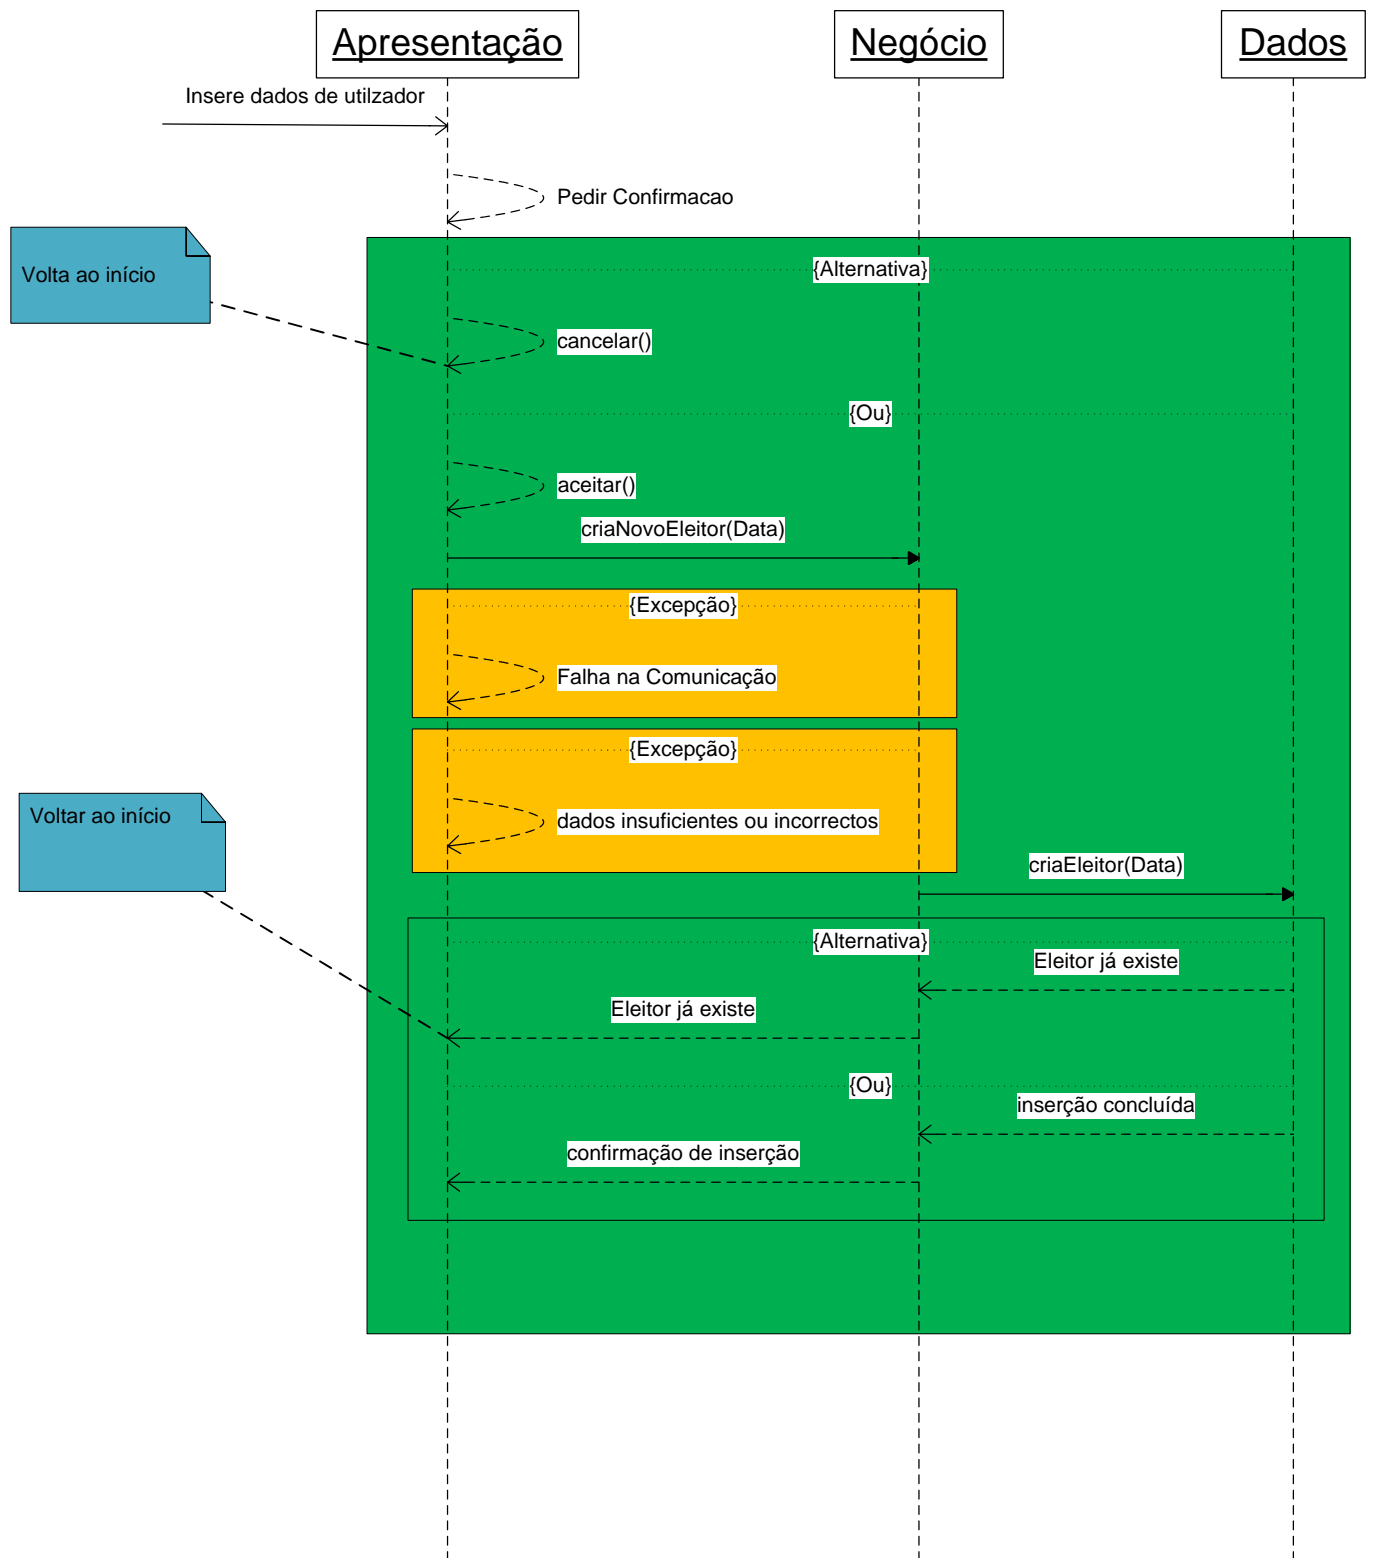 Apresentação
Negócio
Dados
Insere dados de utilzador
Pedir Confirmacao
Volta ao início
{Alternativa}
cancelar()
{Ou}
aceitar()
criaNovoEleitor(Data)
{Excepção}
Falha na Comunicação
{Excepção}
Voltar ao início
dados insuficientes ou incorrectos
criaEleitor(Data)
{Alternativa}
Eleitor já existe
Eleitor já existe
{Ou}
inserção concluída
confirmação de inserção